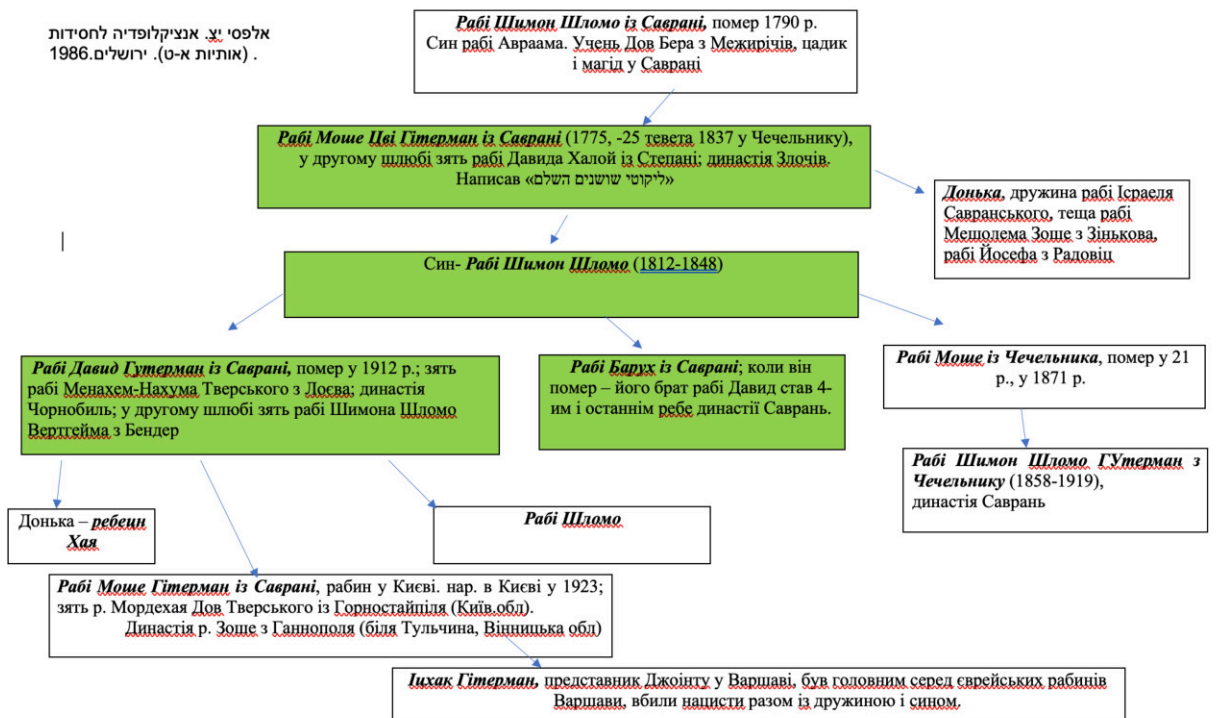 אלפסי יצ. אנציקלופדיה לחסידות
. (אותיות א-ט). ירושלים.1986
Рабі Шимон Шломо із Саврані, помер 1790 р.
Син рабі Авраама. Учень Дов Бера з Межирічів, цадик
і магід у Саврані
Рабі Моше Цві Гітерман із Саврані (1775, -25 тевета 1837 у Чечельнику),
у другому шлюбі зять рабі Давида Халой із Степані; династія Злочів.
Написав «ליקוטי שושנים השלם»
Донька, дружина рабі Ісраеля
Савранського, теща рабі
Мешолема Зоше з Зінькова,
рабі Йосефа з Радовіц
Син- Рабі Шимон Шломо (1812-1848)
Рабі Давид Гутерман із Саврані, помер у 1912 р.; зять
рабі Менахем-Нахума Тверського з Лоєва; династія
Чорнобиль; у другому шлюбі зять рабі Шимона Шломо
Вертгейма з Бендер
Рабі Барух із Саврані; коли він
помер – його брат рабі Давид став 4-
им і останнім ребе династії Саврань.
Рабі Моше із Чечельника, помер у 21
р., у 1871 р.
Рабі Шимон Шломо ГУтерман з
Чечельнику (1858-1919),
династія Саврань
Донька – ребецн
Хая
Рабі Шломо
Рабі Моше Гітерман із Саврані, рабин у Києві. нар. в Києві у 1923;
зять р. Мордехая Дов Тверського із Горностайпіля (Київ.обл).
Династія р. Зоше з Ганнополя (біля Тульчина, Вінницька обл)
Іцхак Гітерман, представник Джоінту у Варшаві, був головним серед єврейських рабинів
Варшави, вбили нацисти разом із дружиною і сином.